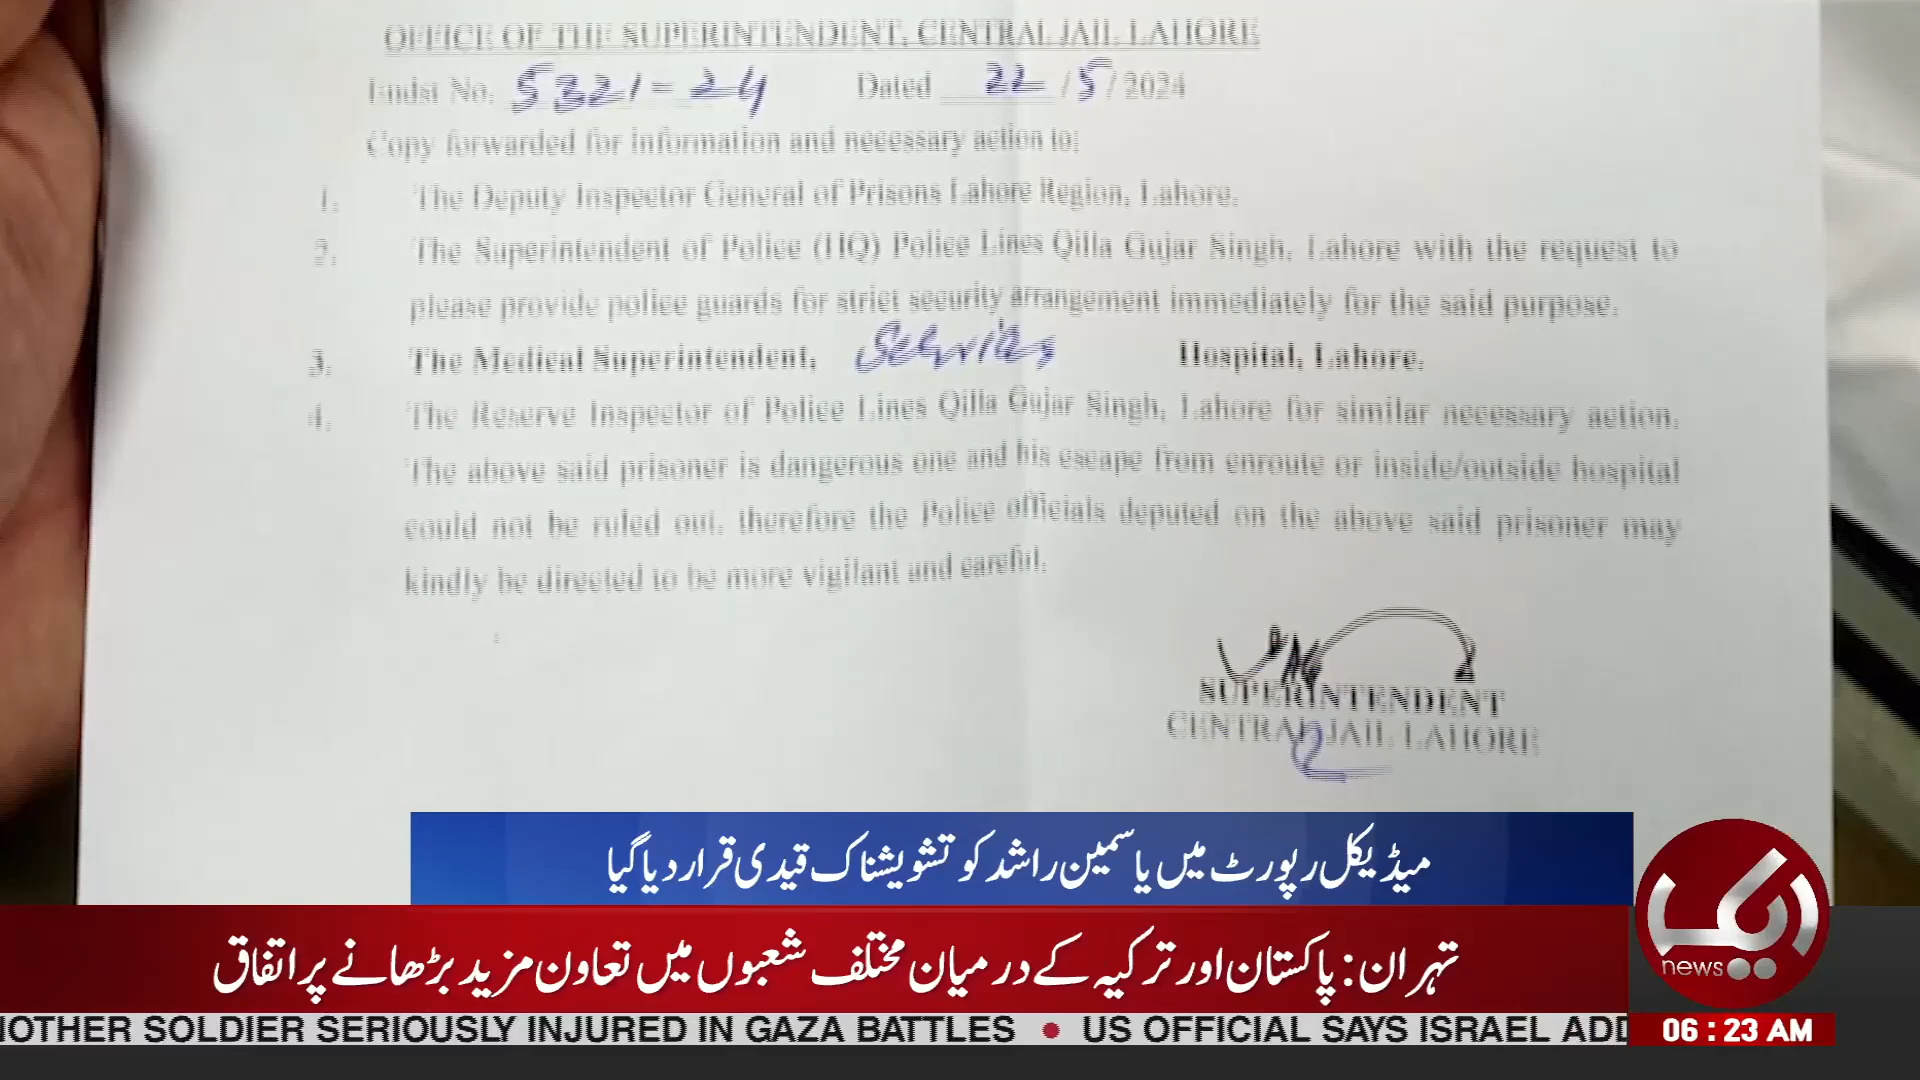 OFFICE OF THE SUPERINTENDENT, CENTRAL JAIL LAHORE
Endst No. 5321-24 Dated 22/5/2024
Copy forwarded for information and necessary action to:
1. The Deputy Inspector General of Prisons Lahore Region, Lahore.
2. The Superintendent of Police (HQ) Police Lines Qilla Gujar Singh, Lahore with the request to
please provide police guards for strict security arrangement immediately for the said purpose.
3. The Medical Superintendent, Services Hospital, Lahore.
4. The Reserve Inspector of Police Lines Qilla Gujar Singh, Lahore for similar necessary action.
The above said prisoner is dangerous one and his escape from enroute or inside/outside hospital
could not be ruled out, therefore the Police officials deputed on the above said prisoner may
kindly be directed to be more vigilant and careful.
SUPERINTENDENT
CENTRAL JAIL LAHORE
میڈیکل رپورٹ میں یاسمین راشد کو تشویشناک قیدی قرار دیا گیا
تہران: پاکستان اور ترکیہ کے درمیان مختلف شعبوں میں تعاون مزید بڑھانے پر اتفاق
news
NOTHER SOLDIER SERIOUSLY INJURED IN GAZA BATTLES • US OFFICIAL SAYS ISRAEL ADD
06:23 AM